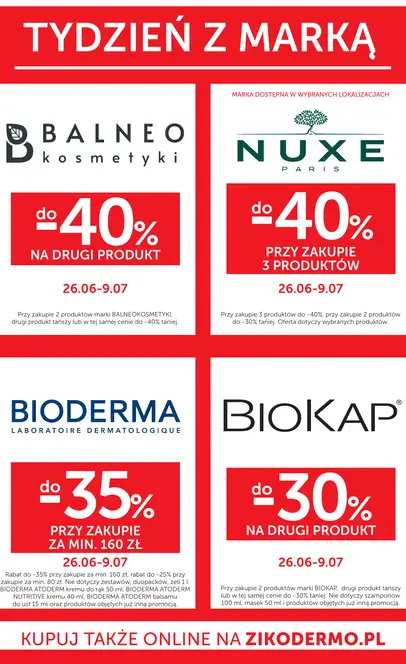 TYDZIEŃ Z MARKĄ
BALNEO
kosmetyki
do -40%
NA DRUGI PRODUKT
26.06-9.07
Przy zakupie 2 produktów marki BALNEOKOSMETYKI,
drugi produkt tańszy lub w tej samej cenie do -40% taniej.
MARKA DOSTĘPNA W WYBRANYCH LOKALIZACJACH
NUXE
PARIS
do -40%
PRZY ZAKUPIE
3 PRODUKTÓW
26.06-9.07
Przy zakupie 3 produktów do -40%, przy zakupie 2 produktów
do -30% taniej. Oferta dotyczy wybranych produktów.
BIODERMA
LABORATOIRE DERMATOLOGIQUE
do -35%
PRZY ZAKUPIE
ZA MIN. 160 ZŁ
26.06-9.07
Rabat do -35% przy zakupie za min. 160 zł, rabat do -25% przy
zakupie za min. 80 zł. Nie dotyczy zestawów, duopacków, żeli 1 l,
BIODERMA ATODERM kremu do rąk 50 ml, BIODERMA ATODERM
NUTRITIVE kremu 40 ml, BIODERMA ATODERM balsamu
do ust 15 ml oraz produktów objętych już inną promocją.
BIOKAP®
do -30%
NA DRUGI PRODUKT
26.06-9.07
Przy zakupie 2 produktów marki BIOKAP, drugi produkt tańszy
lub w tej samej cenie do -30% taniej. Nie dotyczy szamponów
100 ml, masek 50 ml i produktów objętych już inną promocją.
KUPUJ TAKŻE ONLINE NA ZIKODERMO.PL